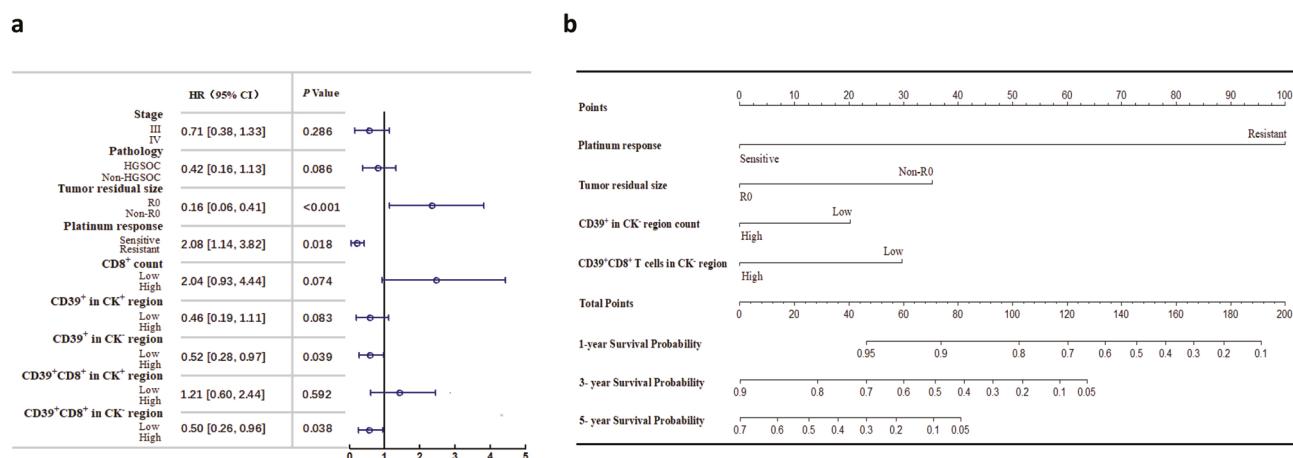 a
HR (95% CI)
P Value
Stage
III
IV
0.71 [0.38, 1.33]
0.286
Pathology
HGSOC
Non-HGSOC
0.42 [0.16, 1.13]
0.086
Tumor residual size
R0
Non-R0
0.16 [0.06, 0.41]
<0.001
Platinum response
Sensitive
Resistant
2.08 [1.14, 3.82]
0.018
CD8+ count
Low
High
2.04 [0.93, 4.44]
0.074
CD39+ in CK+ region
Low
High
0.46 [0.19, 1.11]
0.083
CD39+ in CK- region
Low
High
0.52 [0.28, 0.97]
0.039
CD39+CD8+ in CK+ region
Low
High
1.21 [0.60, 2.44]
0.592
CD39+CD8+ in CK- region
Low
High
0.50 [0.26, 0.96]
0.038
0 1 2 3 4 5
b
Points
0 10 20 30 40 50 60 70 80 90 100
Platinum response
Resistant
Sensitive
Tumor residual size
Non-R0
R0
CD39+ in CK- region count
Low
High
CD39+CD8+ T cells in CK- region
Low
High
Total Points
0 20 40 60 80 100 120 140 160 180 200
1-year Survival Probability
0.95 0.9 0.8 0.7 0.6 0.5 0.4 0.3 0.2 0.1
3- year Survival Probability
0.9 0.8 0.7 0.6 0.5 0.4 0.3 0.2 0.1 0.05
5- year Survival Probability
0.7 0.6 0.5 0.4 0.3 0.2 0.1 0.05